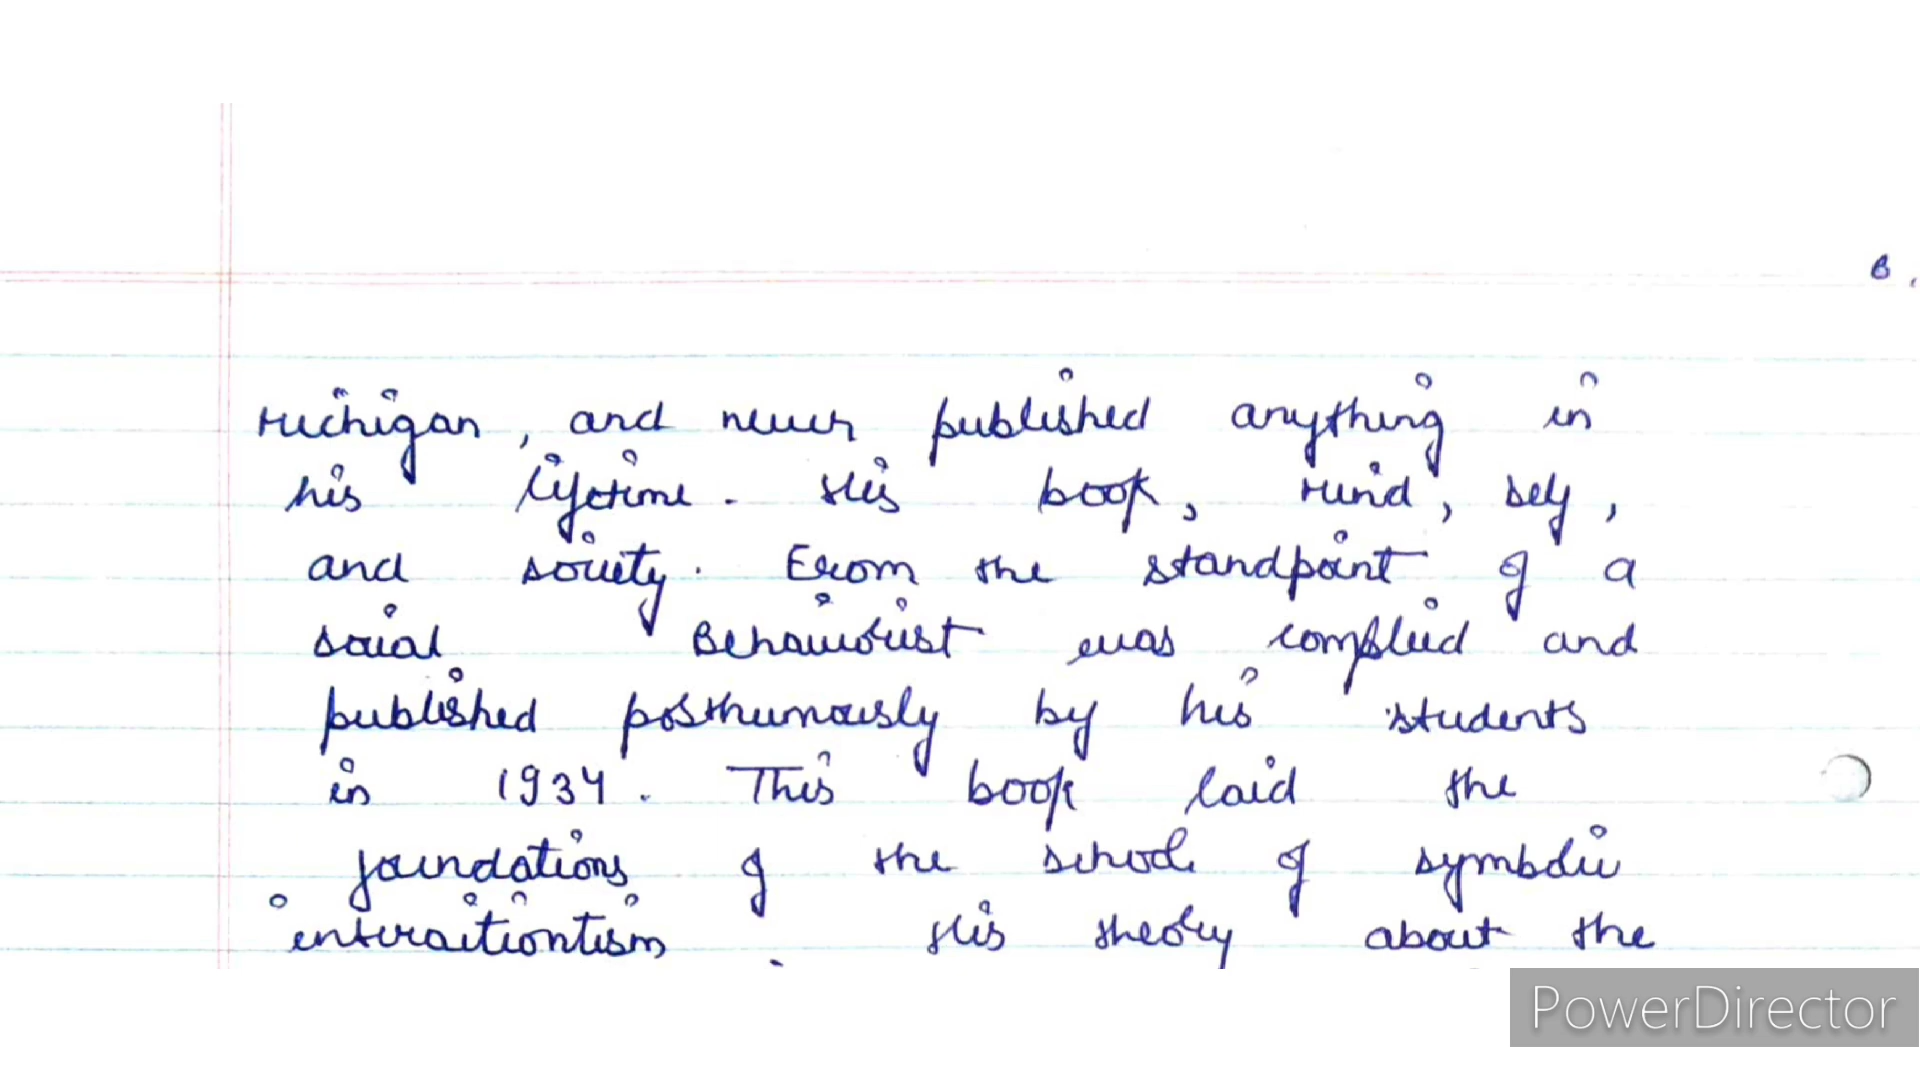 6.
Michigan, and never published anything in
his lifetime. His book, Mind, Self,
and society. From the standpoint of a
social Behaviourist was complied and
published posthumously by his students
in 1934. This book laid the
foundations of the school of symbolic
interactiontism. His theory about the
PowerDirector